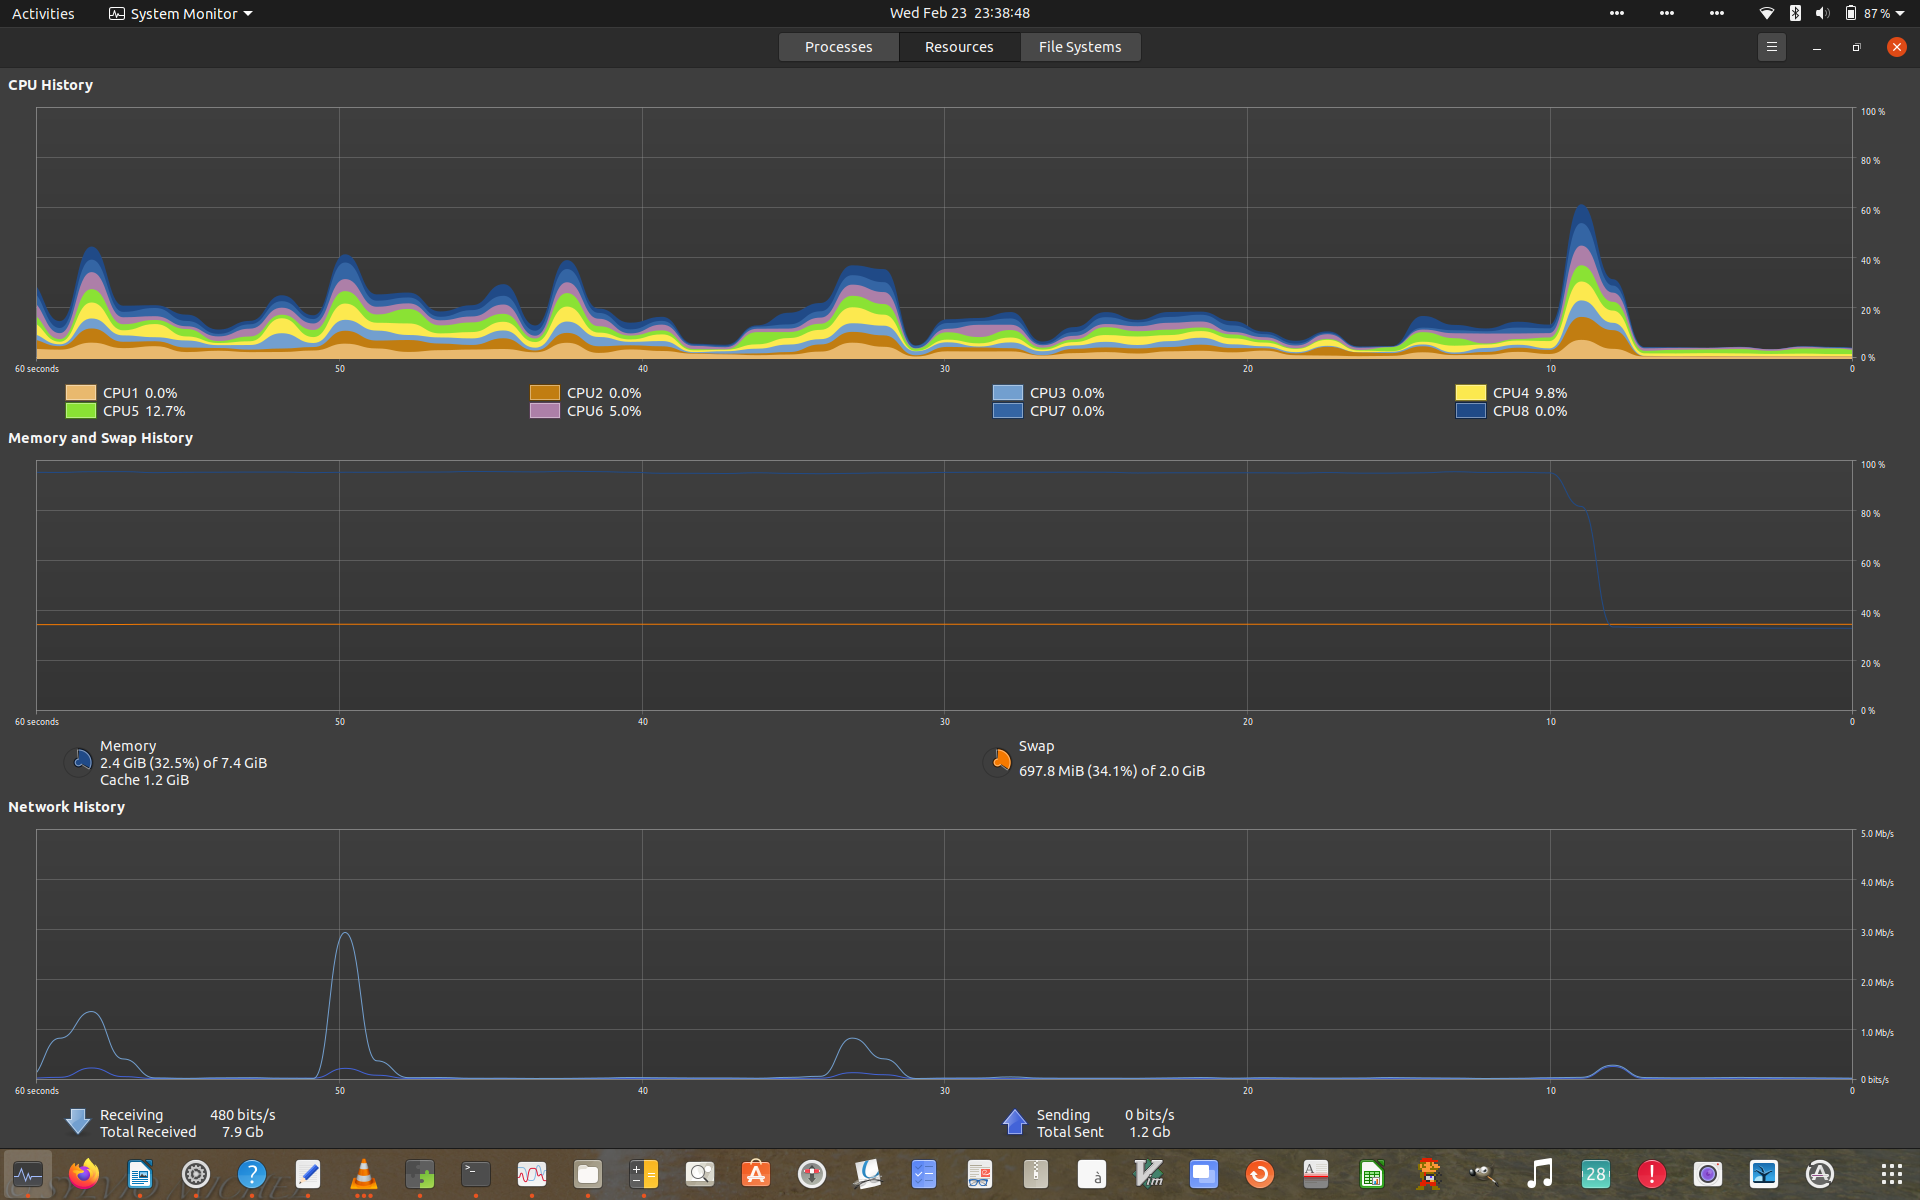 Activities System Monitor Wed Feb 23 23:38:48 87 %
Processes Resources File Systems
CPU History
100 %
80 %
60 %
40 %
20 %
0 %
60 seconds 50 40 30 20 10 0
CPU1 0.0% CPU2 0.0% CPU3 0.0% CPU4 9.8%
CPU5 12.7% CPU6 5.0% CPU7 0.0% CPU8 0.0%
Memory and Swap History
100 %
80 %
60 %
40 %
20 %
0 %
60 seconds 50 40 30 20 10 0
Memory
2.4 GiB (32.5%) of 7.4 GiB
Cache 1.2 GiB
Swap
697.8 MiB (34.1%) of 2.0 GiB
Network History
5.0 Mb/s
4.0 Mb/s
3.0 Mb/s
2.0 Mb/s
1.0 Mb/s
0 bits/s
60 seconds 50 40 30 20 10 0
Receiving 480 bits/s Sending 0 bits/s
Total Received 7.9 Gb Total Sent 1.2 Gb
à Vim A 28